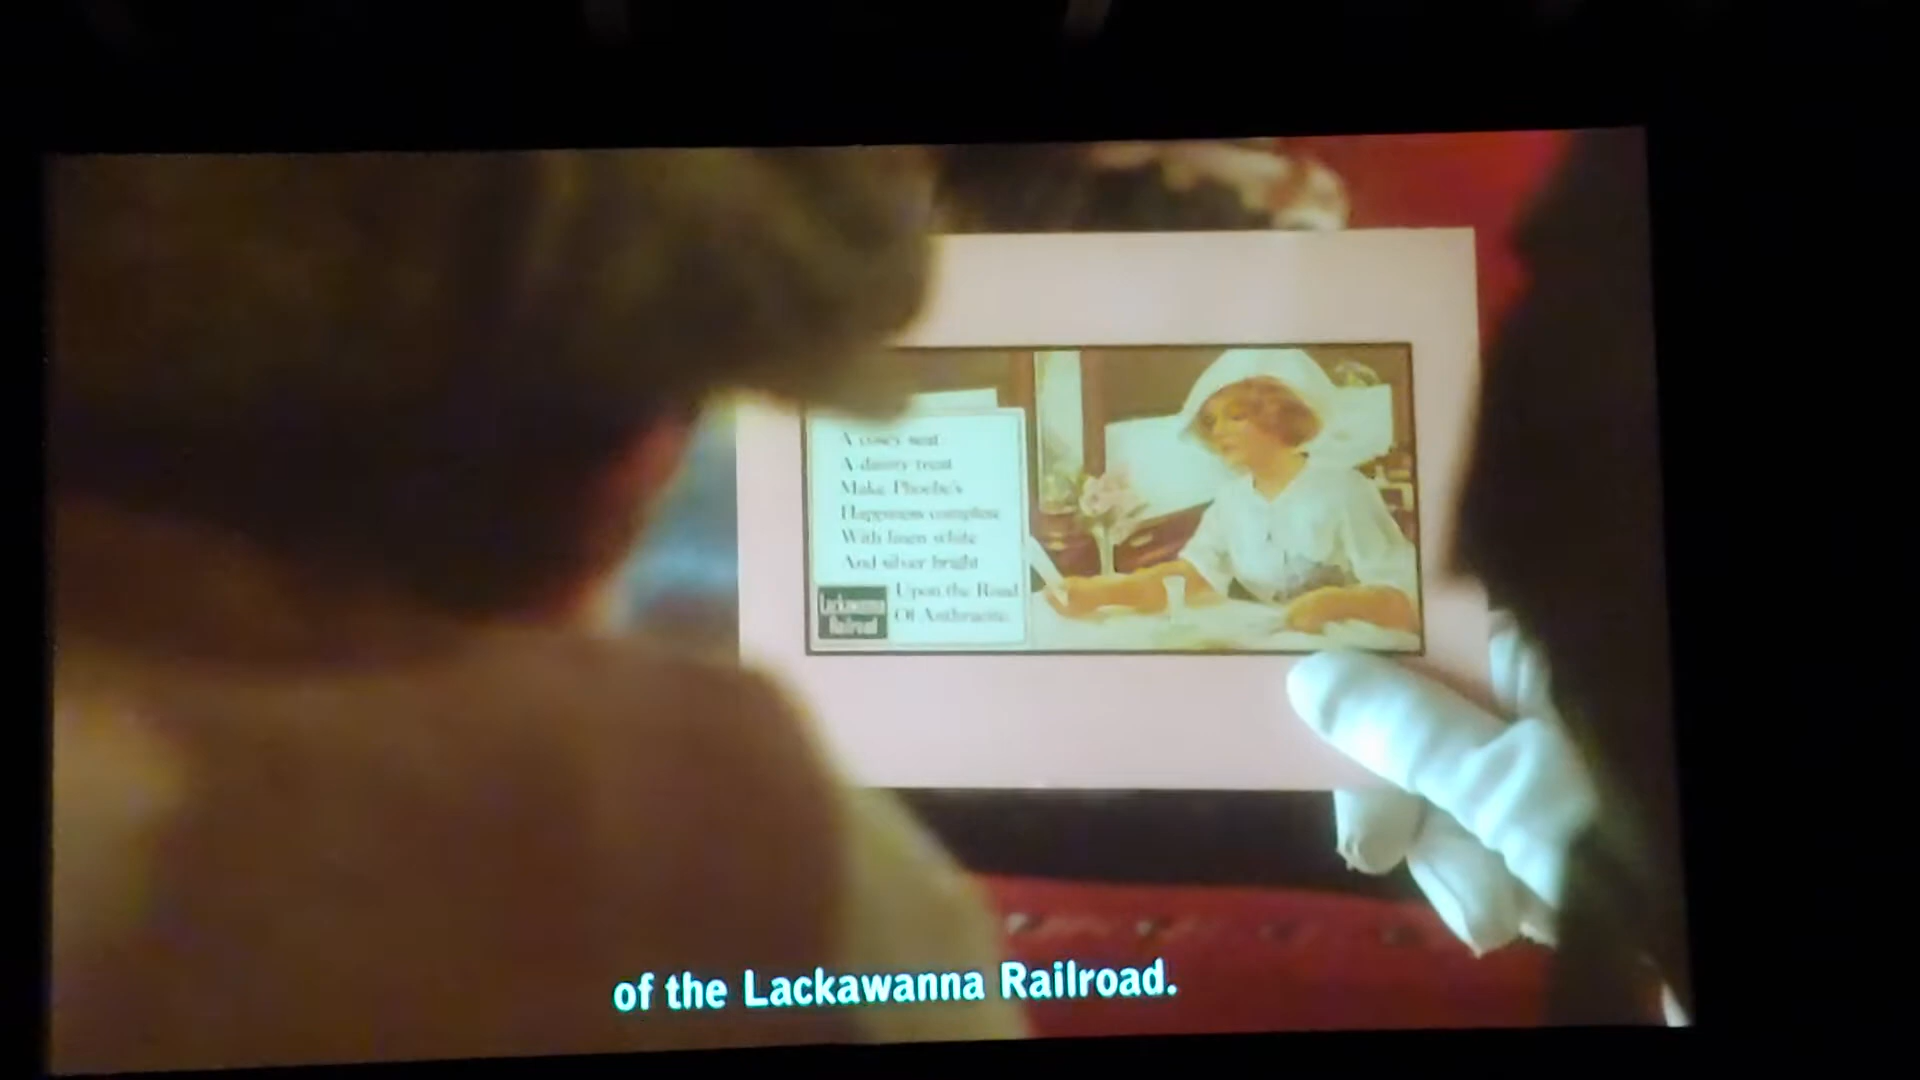 A cosey seat
A dainty treat
Make Phoebe's
Happiness complete
With linen white
And silver bright
Upon the Road
Of Anthracite.
Lackawanna
Railroad
of the Lackawanna Railroad.